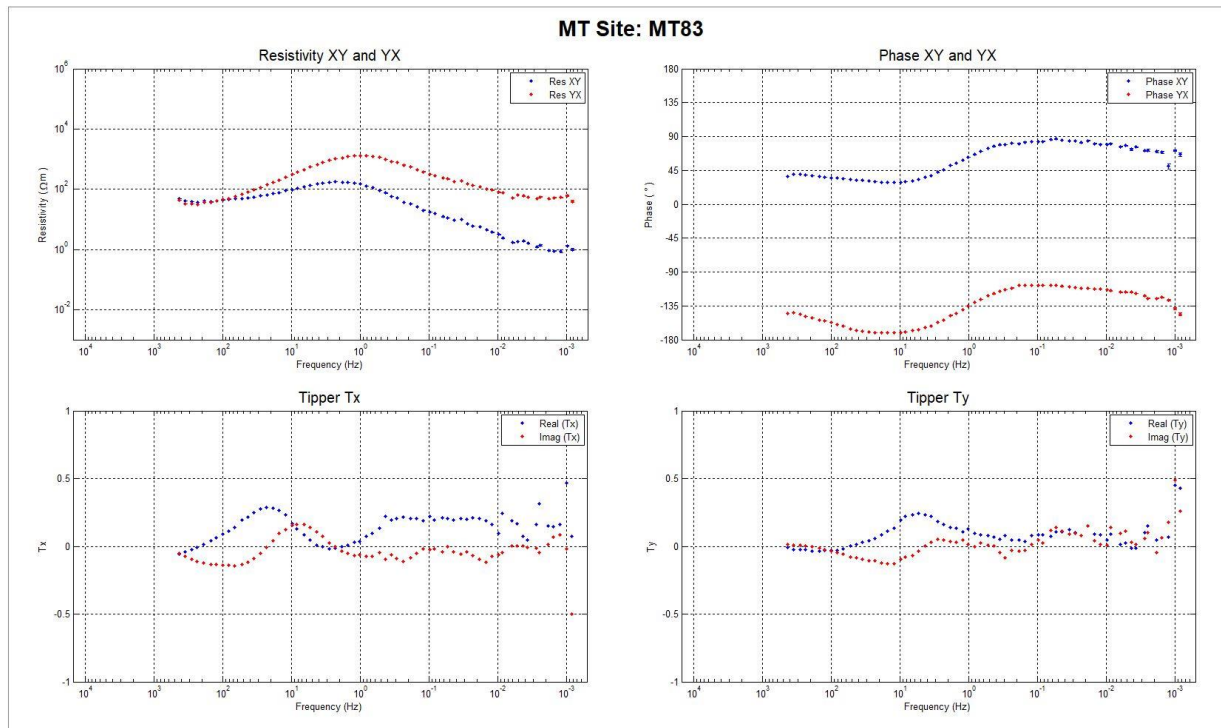 MT Site: MT83
Resistivity XY and YX
Resistivity (Ωm)
10^6
10^4
10^2
10^0
10^-2
10^4 10^3 10^2 10^1 10^0 10^-1 10^-2 10^-3
Frequency (Hz)
Res XY
Res YX
Phase XY and YX
Phase (°)
180
135
90
45
0
-45
-90
-135
-180
10^4 10^3 10^2 10^1 10^0 10^-1 10^-2 10^-3
Frequency (Hz)
Phase XY
Phase YX
Tipper Tx
Tx
1
0.5
0
-0.5
-1
10^4 10^3 10^2 10^1 10^0 10^-1 10^-2 10^-3
Frequency (Hz)
Real (Tx)
Imag (Tx)
Tipper Ty
Ty
1
0.5
0
-0.5
-1
10^4 10^3 10^2 10^1 10^0 10^-1 10^-2 10^-3
Frequency (Hz)
Real (Ty)
Imag (Ty)